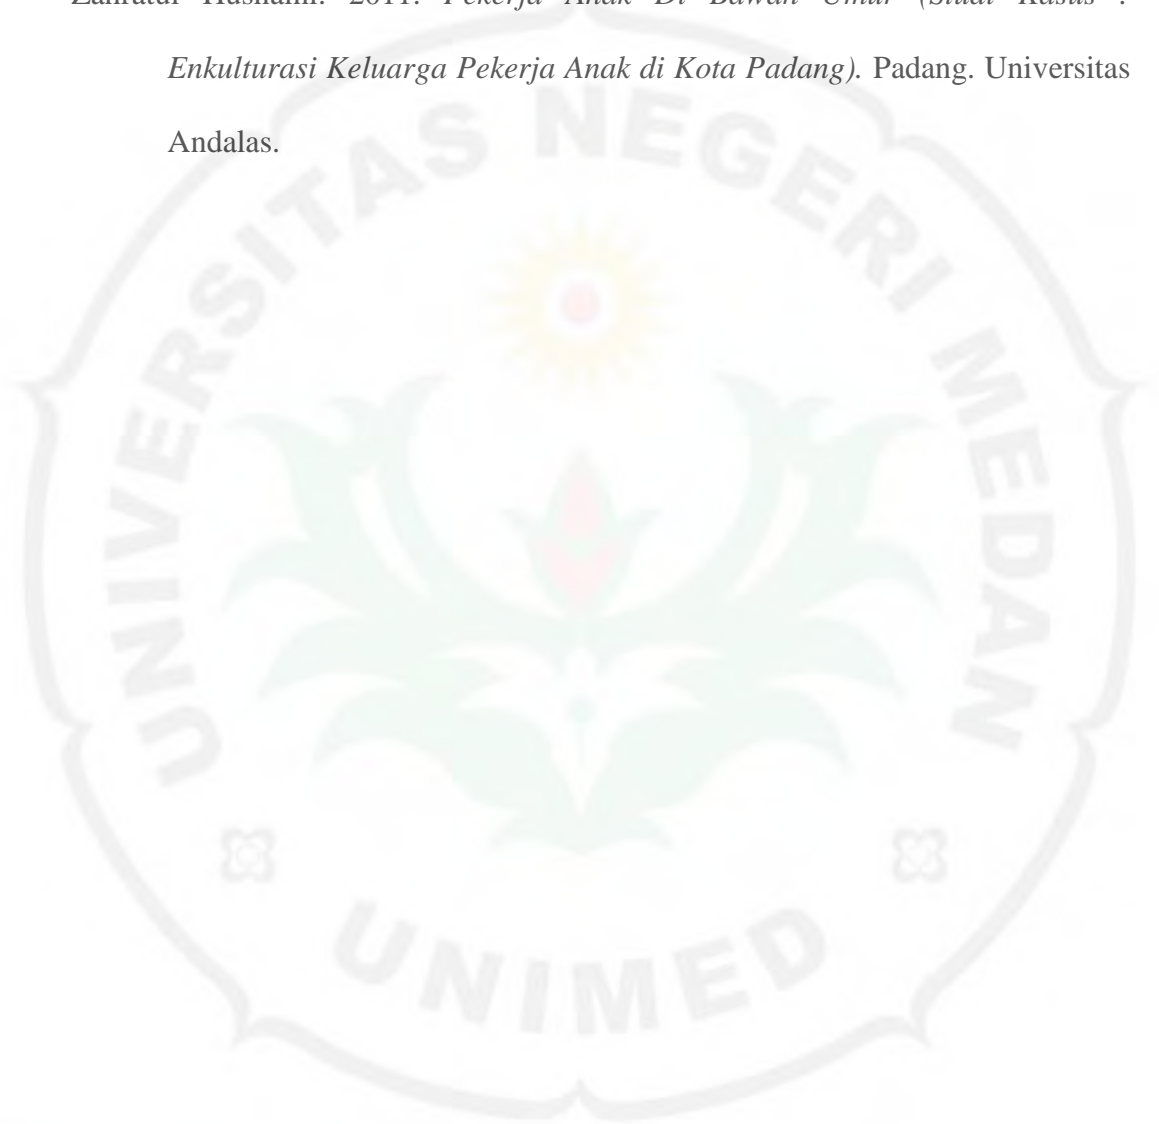 Zahratul Husnaini. 2011. Pekerja Anak Di Bawah Umur (Studi Kasus :
Enkulturasi Keluarga Pekerja Anak di Kota Padang). Padang. Universitas
Andalas.
UNIVERSITAS NEGERI MEDAN
UNIMED